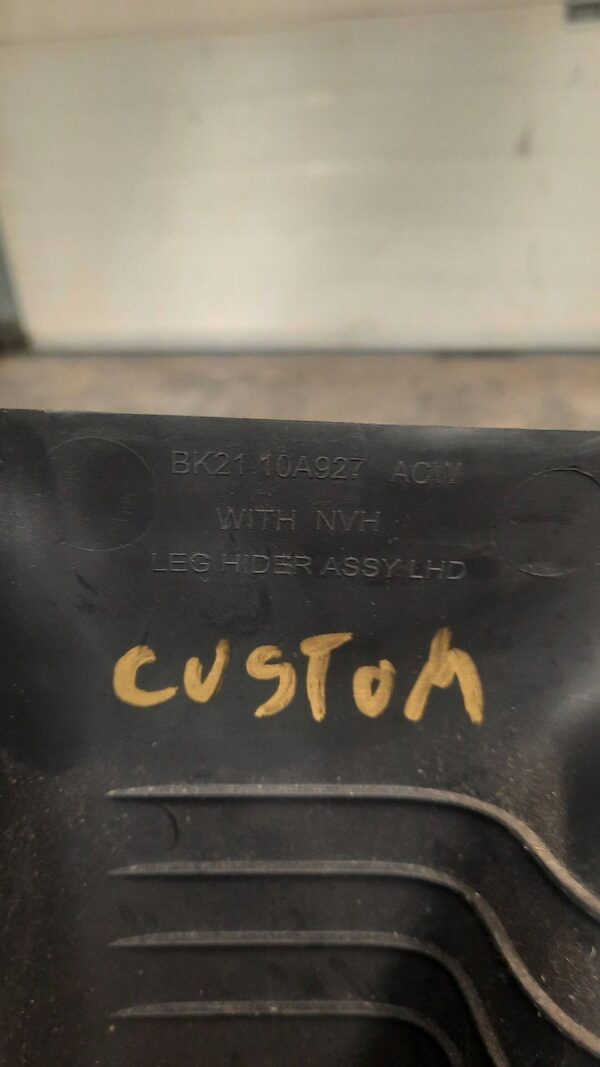 BK21 10A927 ACW
WITH NVH
LEG HIDER ASSY LHD
CUSTOM